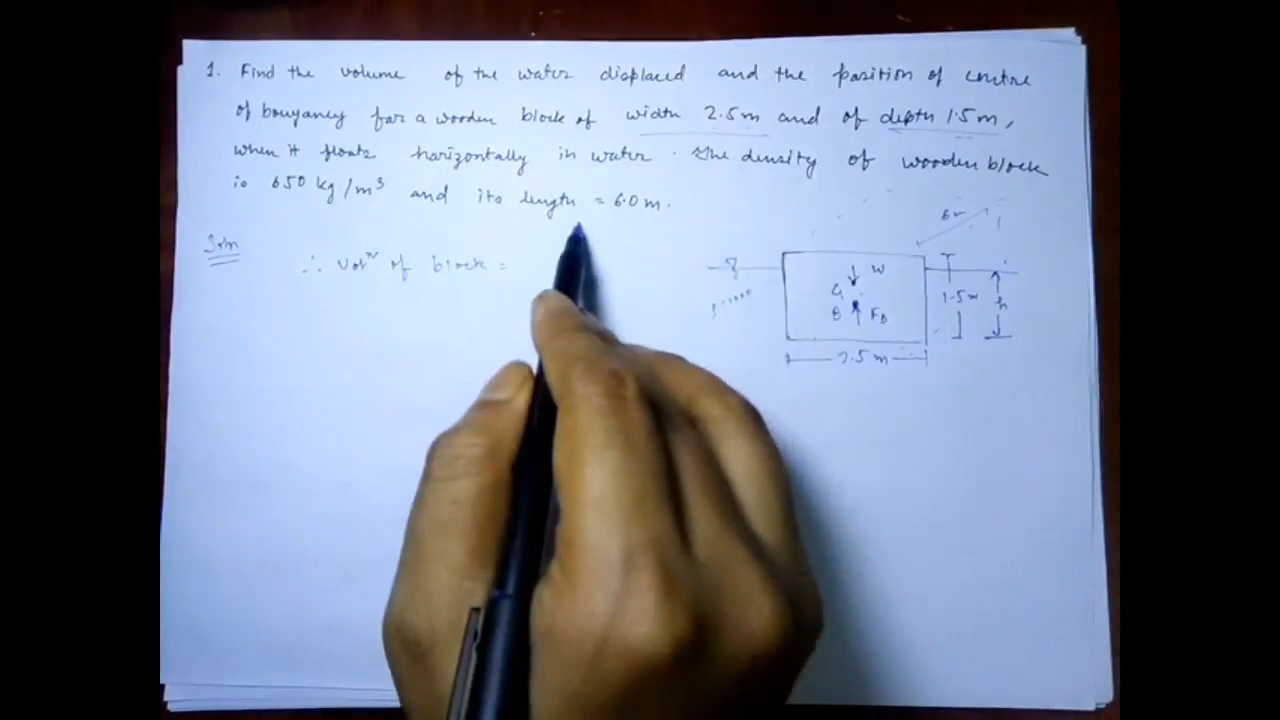 1. Find the volume of the water displaced and the position of centre
of bouyancy for a wooden block of width 2.5m and of depth 1.5m,
when it floats horizontally in water. The density of wooden block
is 650 kg/m³ and its length = 6.0 m.
Soln
∴ Volᵐ of block =
6m
W
G
B F_B
1.5m
h
ρ=1000
2.5 m